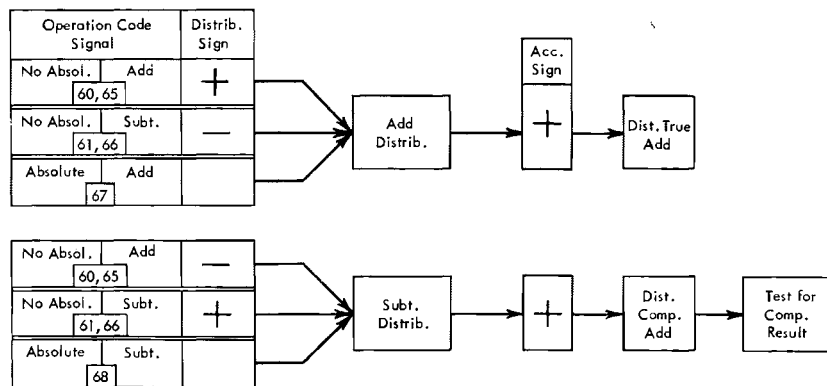 Operation Code Signal
Distrib. Sign
No Absol. Add
60, 65
+
No Absol. Subt.
61, 66
—
Absolute Add
67
Add Distrib.
Acc. Sign
+
Dist. True Add
No Absol. Add
60, 65
—
No Absol. Subt.
61, 66
+
Absolute Subt.
68
Subt. Distrib.
+
Dist. Comp. Add
Test for Comp. Result